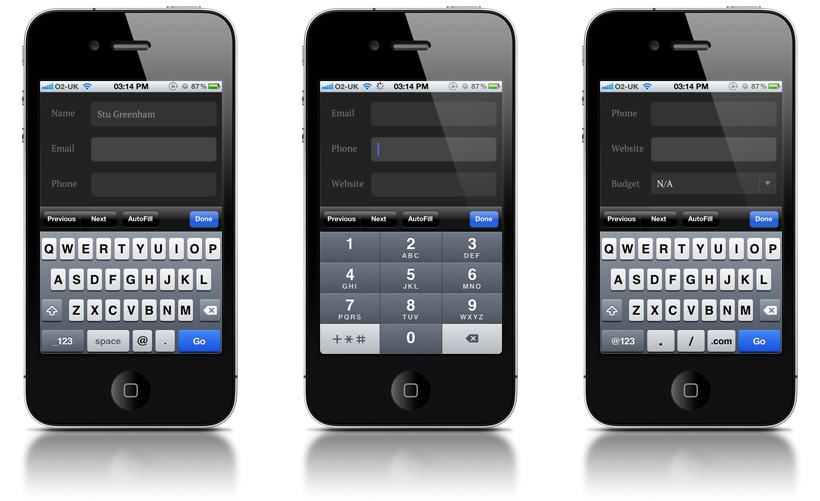 O2-UK 03:14 PM 87%
Name Stu Greenham
Email
Phone
Previous Next AutoFill Done
Q W E R T Y U I O P
A S D F G H J K L
Z X C V B N M
_123 space @ . Go
O2-UK 03:14 PM 87%
Email
Phone
Website
Previous Next AutoFill Done
1 2 3
ABC DEF
4 5 6
GHI JKL MNO
7 8 9
PQRS TUV WXYZ
+*# 0
O2-UK 03:14 PM 87%
Phone
Website
Budget N/A
Previous Next AutoFill Done
Q W E R T Y U I O P
A S D F G H J K L
Z X C V B N M
@123 . / .com Go